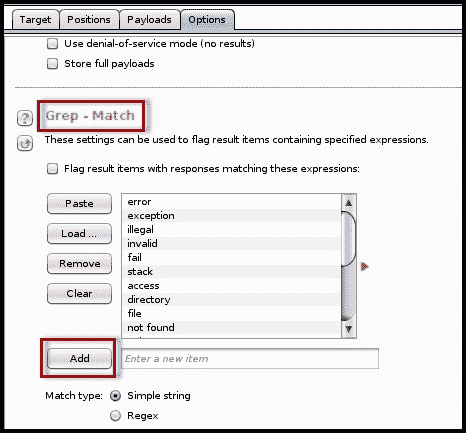 Target Positions Payloads Options
Use denial-of-service mode (no results)
Store full payloads
? Grep - Match
These settings can be used to flag result items containing specified expressions.
Flag result items with responses matching these expressions:
Paste
Load ...
Remove
Clear
error
exception
illegal
invalid
fail
stack
access
directory
file
not found
Add Enter a new item
Match type: Simple string
Regex